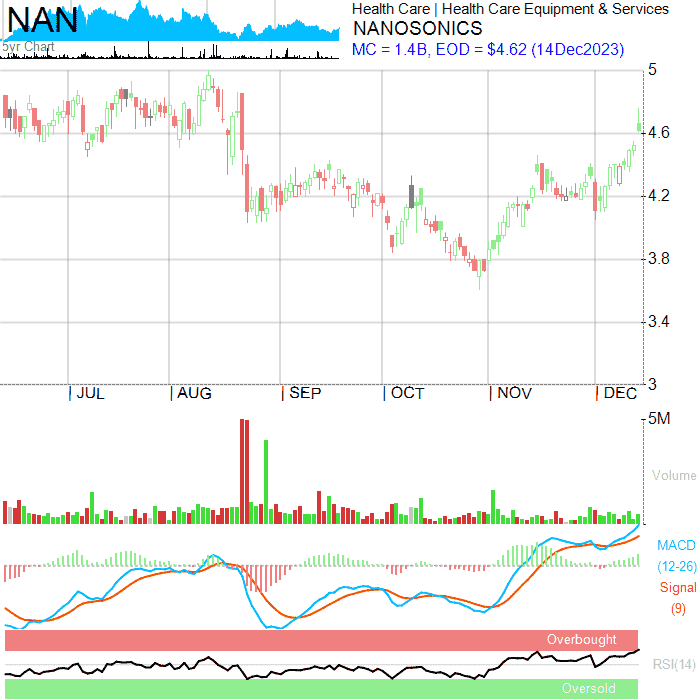 NAN
5yr Chart
Health Care | Health Care Equipment & Services
NANOSONICS
MC = 1.4B, EOD = $4.62 (14Dec2023)
5
4.6
4.2
3.8
3.4
3
| JUL | AUG | SEP | OCT | NOV | DEC
5M
Volume
MACD
(12-26)
Signal
(9)
Overbought
RSI(14)
Oversold